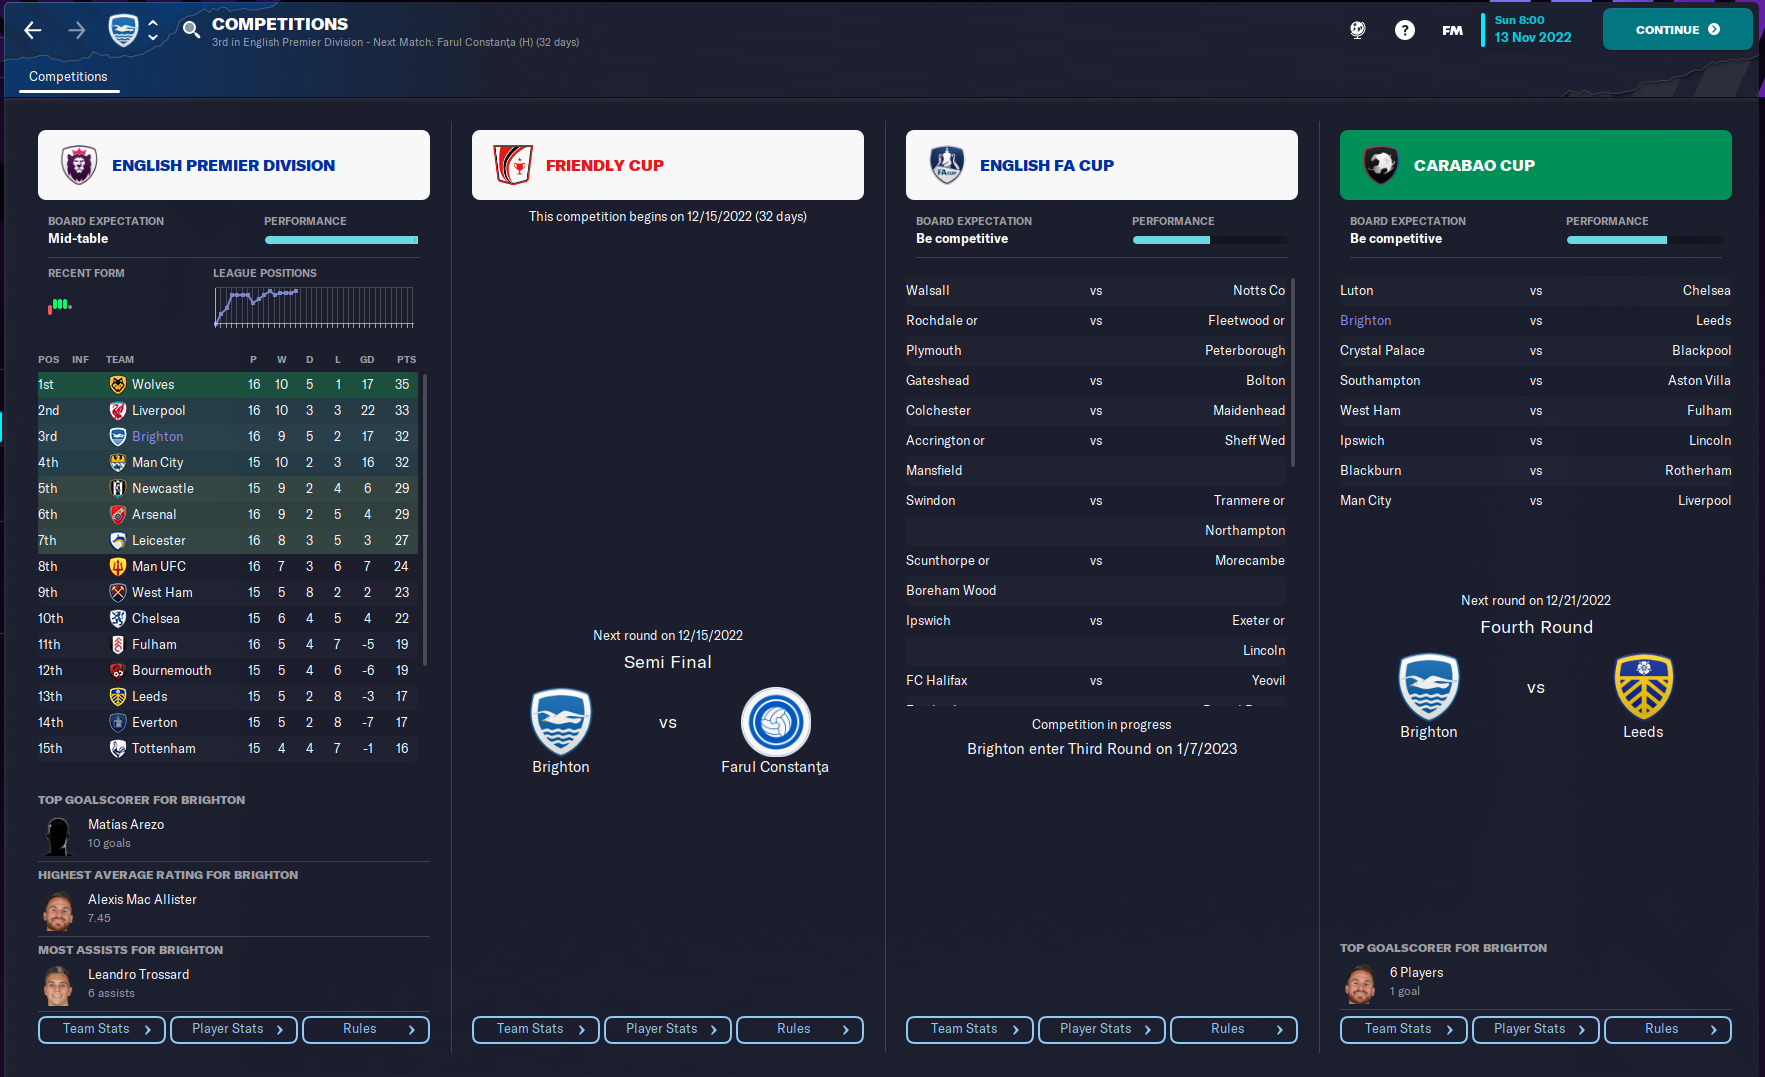 COMPETITIONS
3rd in English Premier Division - Next Match: Farul Constanţa (H) (32 days)
FM
Sun 8:00
13 Nov 2022
CONTINUE
Competitions
ENGLISH PREMIER DIVISION
BOARD EXPECTATION PERFORMANCE
Mid-table
RECENT FORM LEAGUE POSITIONS
POS INF TEAM P W D L GD PTS
1st Wolves 16 10 5 1 17 35
2nd Liverpool 16 10 3 3 22 33
3rd Brighton 16 9 5 2 17 32
4th Man City 15 10 2 3 16 32
5th Newcastle 15 9 2 4 6 29
6th Arsenal 16 9 2 5 4 29
7th Leicester 16 8 3 5 3 27
8th Man UFC 16 7 3 6 7 24
9th West Ham 15 5 8 2 2 23
10th Chelsea 15 6 4 5 4 22
11th Fulham 16 5 4 7 -5 19
12th Bournemouth 15 5 4 6 -6 19
13th Leeds 15 5 2 8 -3 17
14th Everton 15 5 2 8 -7 17
15th Tottenham 15 4 4 7 -1 16
TOP GOALSCORER FOR BRIGHTON
Matías Arezo
10 goals
HIGHEST AVERAGE RATING FOR BRIGHTON
Alexis Mac Allister
7.45
MOST ASSISTS FOR BRIGHTON
Leandro Trossard
6 assists
Team Stats Player Stats Rules
FRIENDLY CUP
This competition begins on 12/15/2022 (32 days)
Next round on 12/15/2022
Semi Final
vs
Brighton Farul Constanţa
Team Stats Player Stats Rules
FA CUP
ENGLISH FA CUP
BOARD EXPECTATION PERFORMANCE
Be competitive
Walsall vs Notts Co
Rochdale or vs Fleetwood or
Plymouth Peterborough
Gateshead vs Bolton
Colchester vs Maidenhead
Accrington or vs Sheff Wed
Mansfield
Swindon vs Tranmere or
Northampton
Scunthorpe or vs Morecambe
Boreham Wood
Ipswich vs Exeter or
Lincoln
FC Halifax vs Yeovil
Competition in progress
Brighton enter Third Round on 1/7/2023
Team Stats Player Stats Rules
CARABAO CUP
BOARD EXPECTATION PERFORMANCE
Be competitive
Luton vs Chelsea
Brighton vs Leeds
Crystal Palace vs Blackpool
Southampton vs Aston Villa
West Ham vs Fulham
Ipswich vs Lincoln
Blackburn vs Rotherham
Man City vs Liverpool
Next round on 12/21/2022
Fourth Round
vs
Brighton Leeds
TOP GOALSCORER FOR BRIGHTON
6 Players
1 goal
Team Stats Player Stats Rules